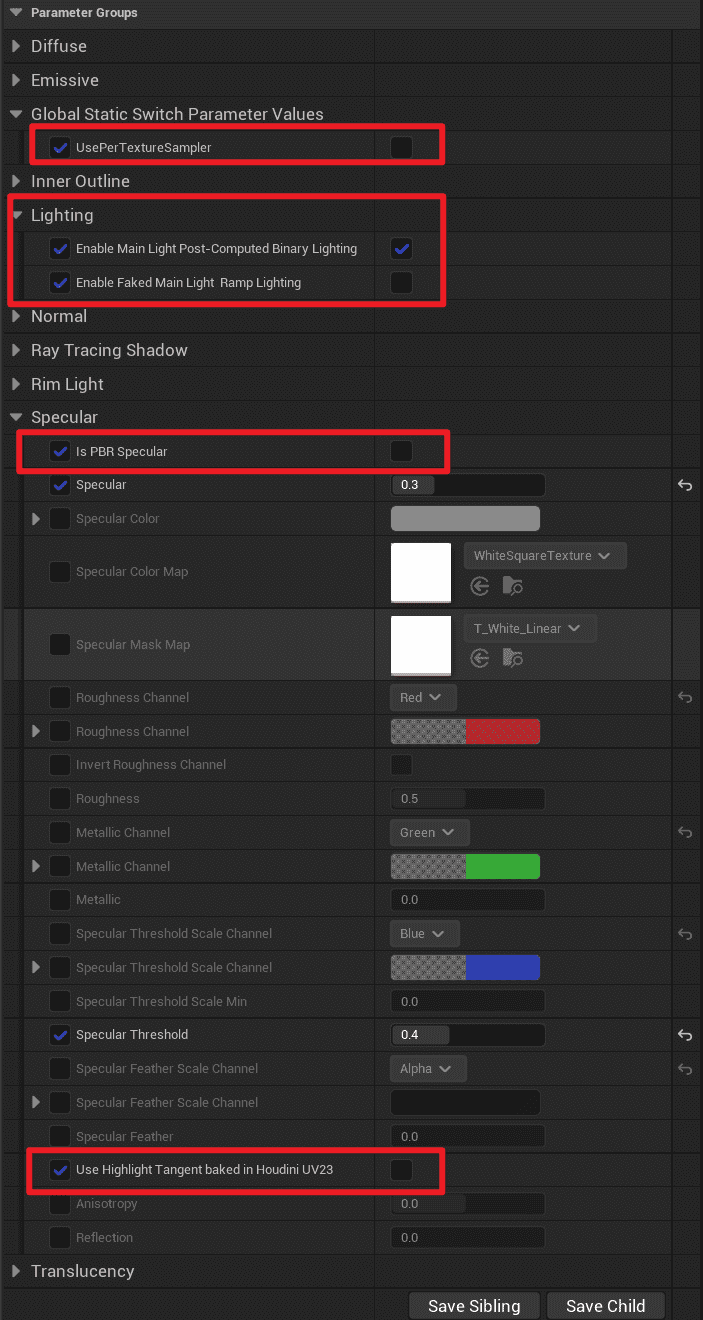 Parameter Groups
Diffuse
Emissive
Global Static Switch Parameter Values
UsePerTextureSampler
Inner Outline
Lighting
Enable Main Light Post-Computed Binary Lighting
Enable Faked Main Light Ramp Lighting
Normal
Ray Tracing Shadow
Rim Light
Specular
Is PBR Specular
Specular 0.3
Specular Color
Specular Color Map WhiteSquareTexture
Specular Mask Map T_White_Linear
Roughness Channel Red
Roughness Channel
Invert Roughness Channel
Roughness 0.5
Metallic Channel Green
Metallic Channel
Metallic 0.0
Specular Threshold Scale Channel Blue
Specular Threshold Scale Channel
Specular Threshold Scale Min 0.0
Specular Threshold 0.4
Specular Feather Scale Channel Alpha
Specular Feather Scale Channel
Specular Feather 0.0
Use Highlight Tangent baked in Houdini UV23
Anisotropy 0.0
Reflection 0.0
Translucency
Save Sibling Save Child